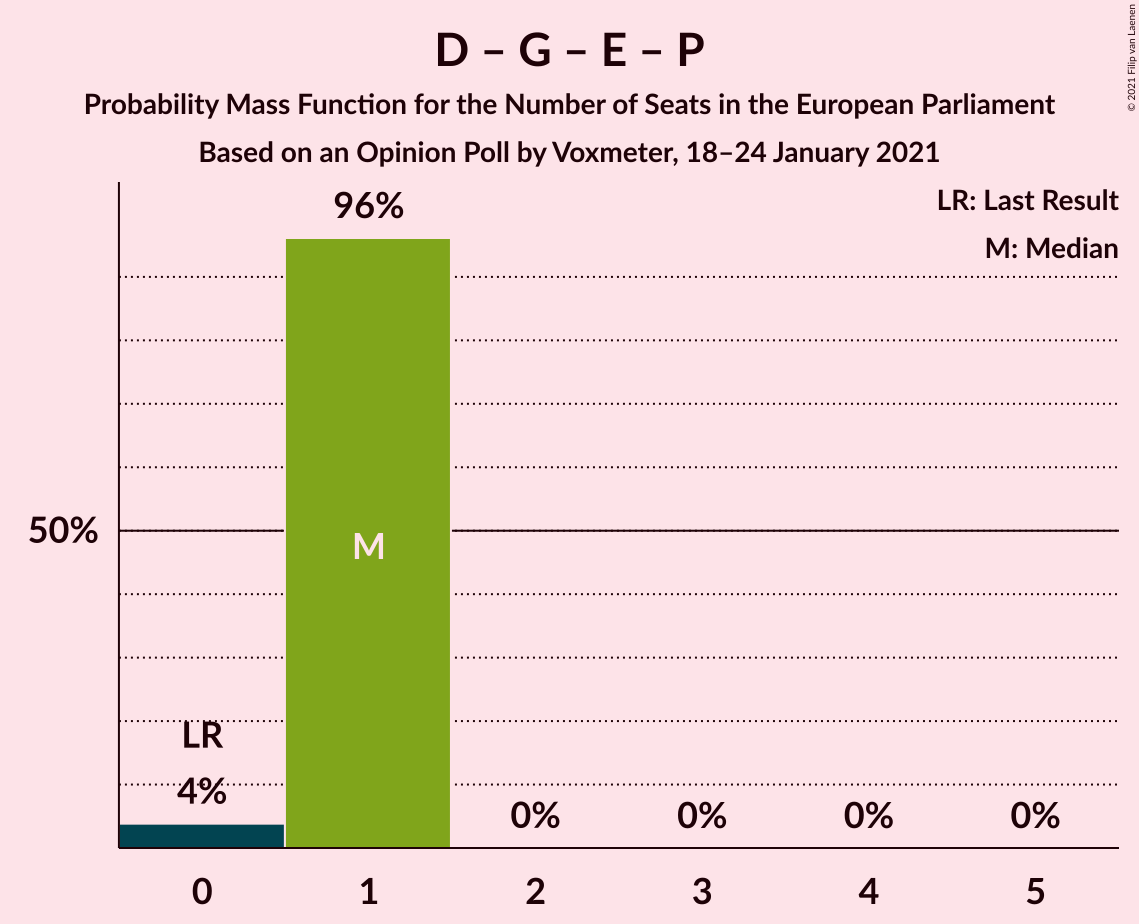 D – G – E – P
Probability Mass Function for the Number of Seats in the European Parliament
Based on an Opinion Poll by Voxmeter, 18–24 January 2021
© 2021 Filip van Laenen
LR: Last Result
M: Median
96%
50%
M
LR
4%
0%
0%
0%
0%
0
1
2
3
4
5